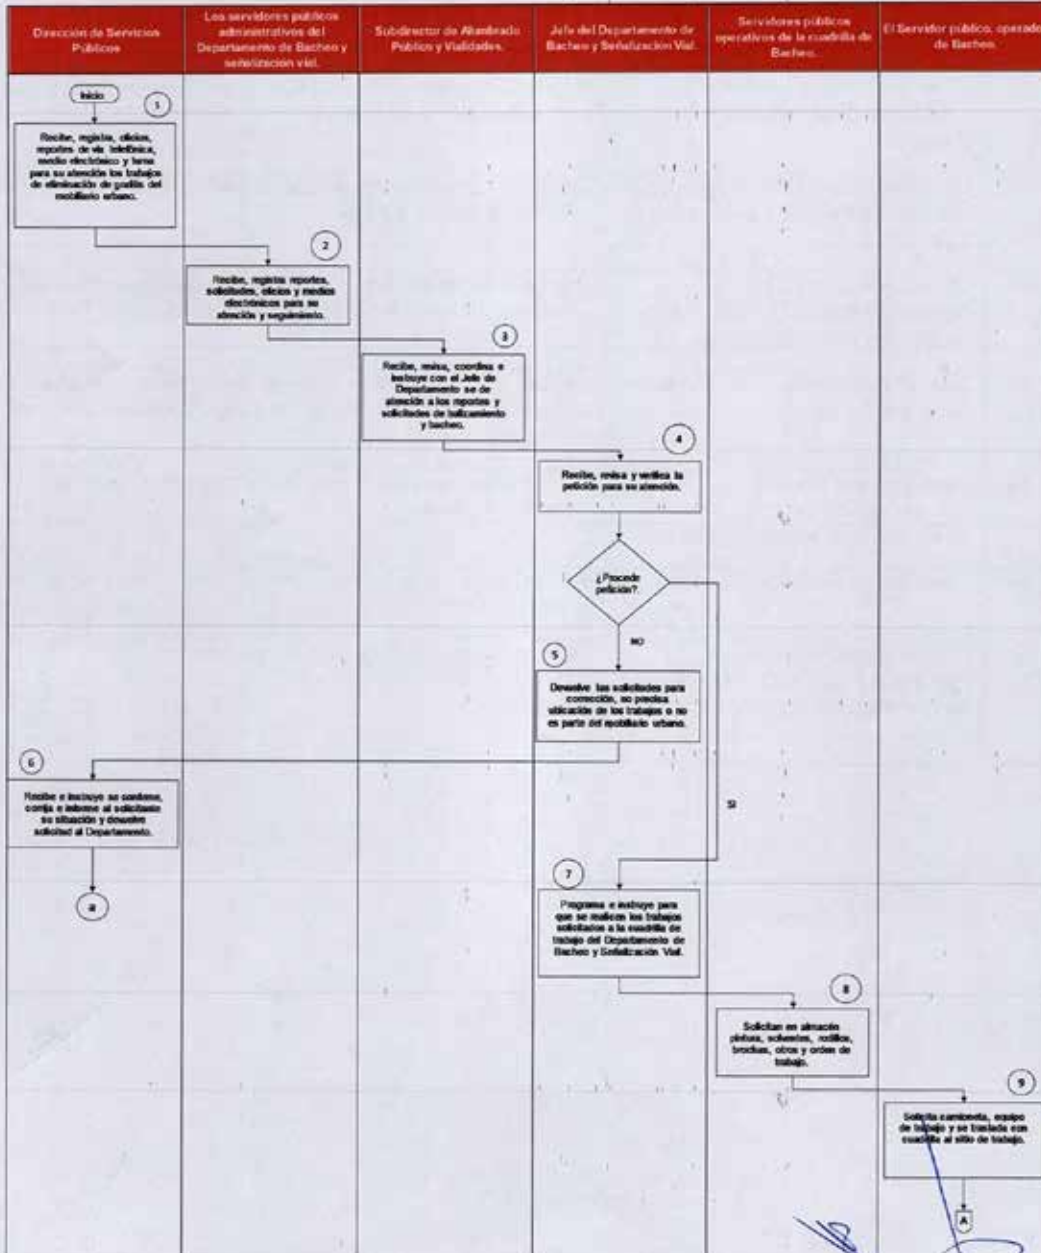 Dirección de Servicios
Públicos
Los servidores públicos
administrativos del
Departamento de Bacheo y
señalización vial.
Subdirector de Alumbrado
Público y Vialidades.
Jefe del Departamento de
Bacheo y Señalización Vial.
Servidores públicos
operativos de la cuadrilla de
Bacheo.
El Servidor público, operado
de Bacheo.
Inicio
1
Recibe, registra, oficios,
reportes de vía telefónica,
medio electrónico y turna
para su atención los trabajos
de eliminación de grafitis del
mobiliario urbano.
2
Recibe, registra reportes,
solicitudes, oficios y medios
electrónicos para su
atención y seguimiento.
3
Recibe, revisa, coordina e
instruye con el Jefe de
Departamento se de
atención a los reportes y
solicitudes de balizamiento
y bacheo.
4
Recibe, revisa y verifica la
petición para su atención.
¿Procede
petición?.
NO
5
Devuelve las solicitudes para
corrección, no precisa
ubicación de los trabajos o no
es parte del mobiliario urbano.
6
Recibe e instruye se conteste,
corrija e informe al solicitante
su situación y devuelve
solicitud al Departamento.
SI
a
7
Programa e instruye para
que se realicen los trabajos
solicitados a la cuadrilla de
trabajo del Departamento de
Bacheo y Señalización Vial.
8
Solicitan en almacén
pintura, solventes, rodillos,
brochas, otros y orden de
trabajo.
9
Solicita camioneta, equipo
de trabajo y se traslada con
cuadrilla al sitio de trabajo.
A